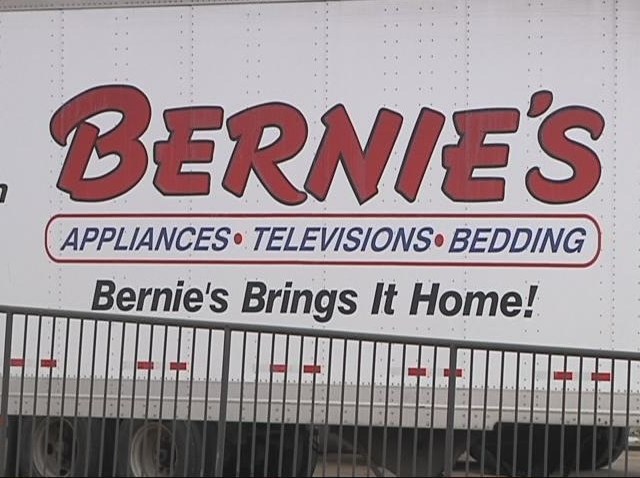 BERNIE'S
APPLIANCES • TELEVISIONS • BEDDING
Bernie's Brings It Home!